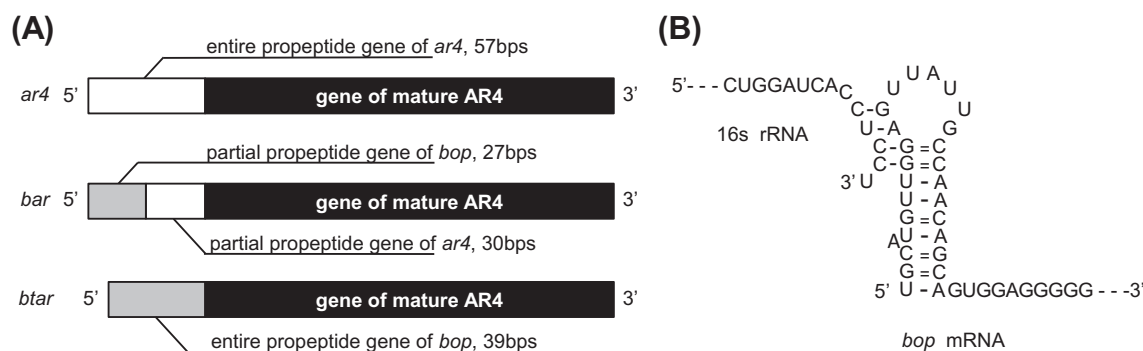 (A)
entire propeptide gene of ar4, 57bps
ar4 5' gene of mature AR4 3'
partial propeptide gene of bop, 27bps
bar 5' gene of mature AR4 3'
partial propeptide gene of ar4, 30bps
btar 5' gene of mature AR4 3'
entire propeptide gene of bop, 39bps
(B)
5'- - - CUGGAUCA
C
C
U
C
C
U
3'
16s rRNA
G
U
U
A
U
U
G
A
G = C
G = C
U - A
U - A
G = C
U - A
A
C = G
G = C
5' U - A GUGGAGGGGG - - -3'
bop mRNA